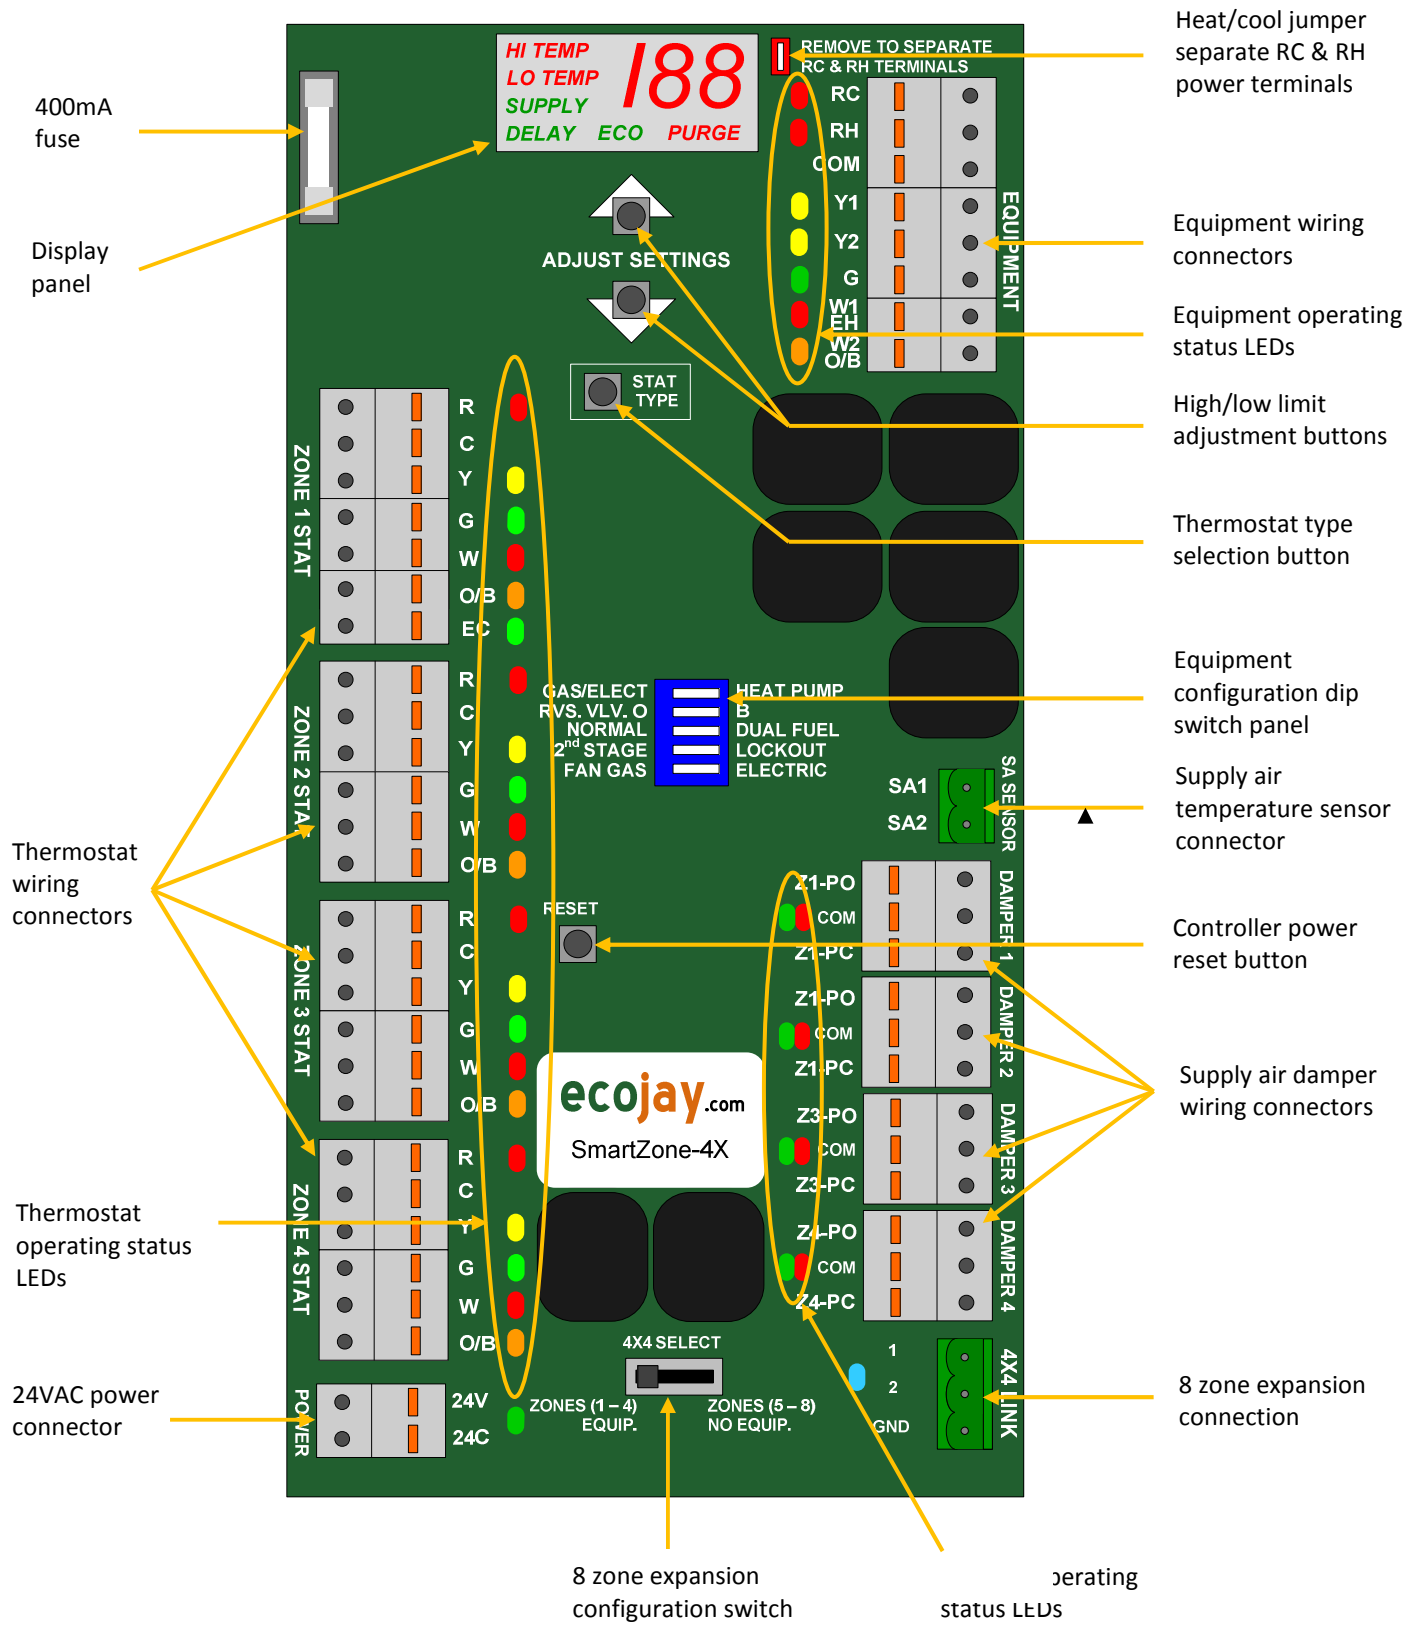 Heat/cool jumper
separate RC & RH
power terminals
400mA
fuse
Display
panel
HI TEMP
LO TEMP
SUPPLY
DELAY ECO PURGE
188
REMOVE TO SEPARATE
RC & RH TERMINALS
RC
RH
COM
Y1
Y2
G
W1
EH
W2
O/B
EQUIPMENT
ADJUST SETTINGS
STAT
TYPE
Equipment wiring
connectors
Equipment operating
status LEDs
High/low limit
adjustment buttons
Thermostat type
selection button
Equipment
configuration dip
switch panel
Supply air
temperature sensor
connector
Controller power
reset button
Supply air damper
wiring connectors
8 zone expansion
connection
ZONE 1 STAT
R
C
Y
G
W
O/B
EC
ZONE 2 STAT
R
C
Y
G
W
O/B
ZONE 3 STAT
R
C
Y
G
W
O/B
ZONE 4 STAT
R
C
Y
G
W
O/B
POWER
24V
24C
GAS/ELECT HEAT PUMP
RVS. VLV. O B
NORMAL DUAL FUEL
2nd STAGE LOCKOUT
FAN GAS ELECTRIC
SA1
SA2
SA SENSOR
RESET
Z1-PO
COM
Z1-PC
DAMPER 1
Z1-PO
COM
Z1-PC
DAMPER 2
Z3-PO
COM
Z3-PC
DAMPER 3
Z4-PO
COM
Z4-PC
DAMPER 4
1
2
GND
4X4 LINK
ecojay.com
SmartZone-4X
4X4 SELECT
ZONES (1 – 4)
EQUIP.
ZONES (5 – 8)
NO EQUIP.
Thermostat
wiring
connectors
Thermostat
operating status
LEDs
24VAC power
connector
8 zone expansion
configuration switch
status LEDs